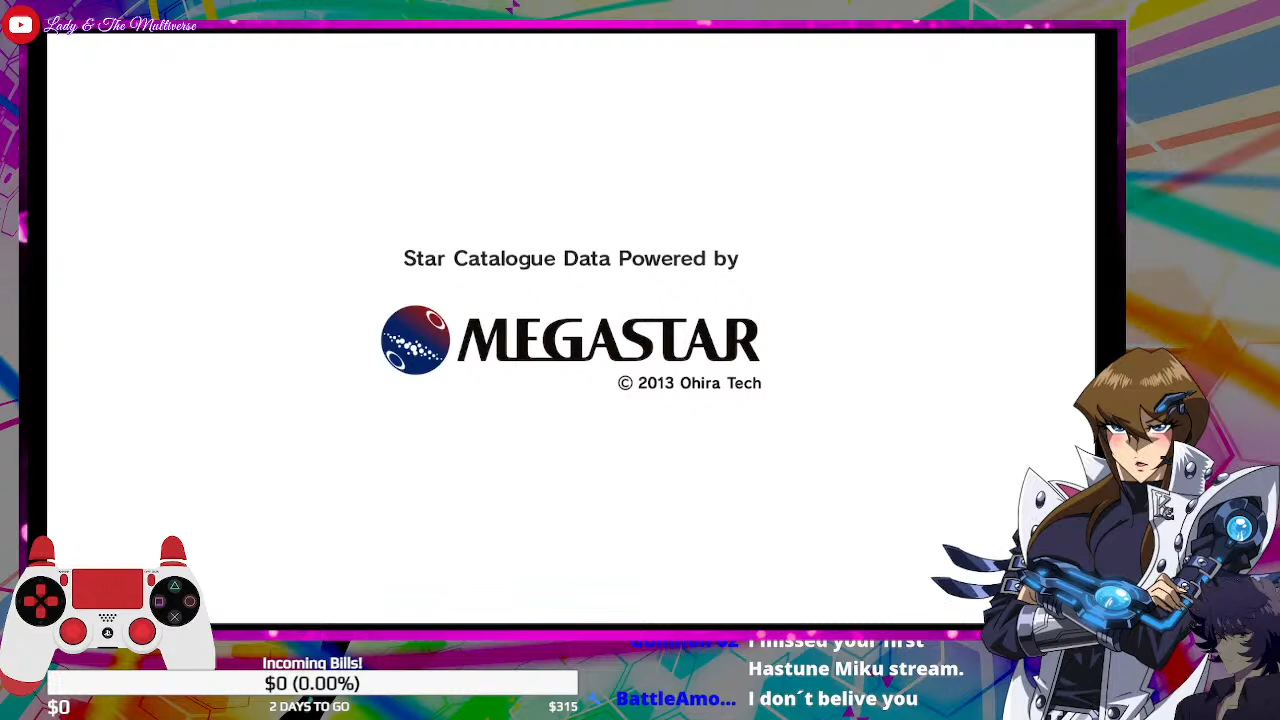 Lady & The Multiverse
Star Catalogue Data Powered by
MEGASTAR
© 2013 Ohira Tech
Incoming Bills!
$0 (0.00%)
$0
2 DAYS TO GO
$315
I missed your first
Hastune Miku stream.
BattleAmo... I don´t belive you